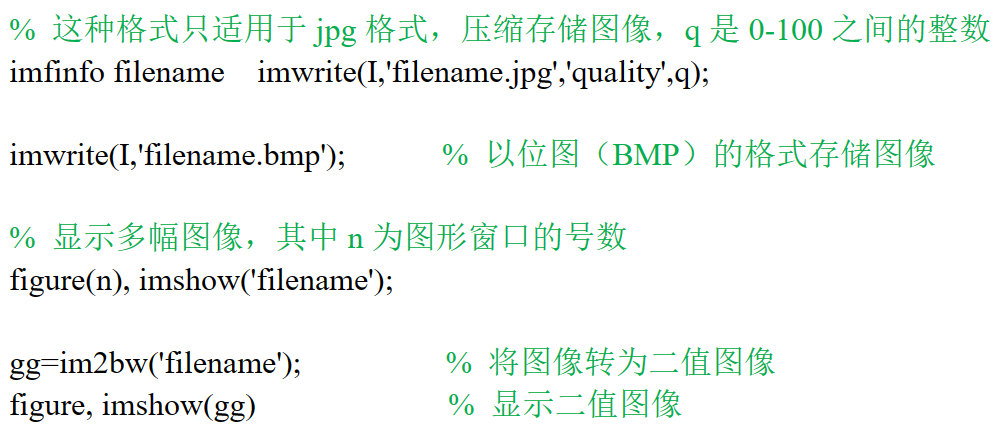 % 这种格式只适用于 jpg 格式，压缩存储图像，q 是 0-100 之间的整数
imfinfo filename imwrite(I,'filename.jpg','quality',q);
imwrite(I,'filename.bmp'); % 以位图（BMP）的格式存储图像
% 显示多幅图像，其中 n 为图形窗口的号数
figure(n), imshow('filename');
gg=im2bw('filename'); % 将图像转为二值图像
figure, imshow(gg) % 显示二值图像